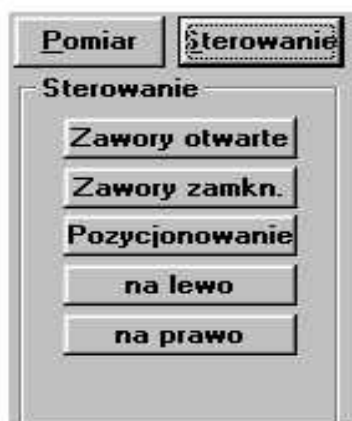 Pomiar Sterowanie
Sterowanie
Zawory otwarte
Zawory zamkn.
Pozycjonowanie
na lewo
na prawo